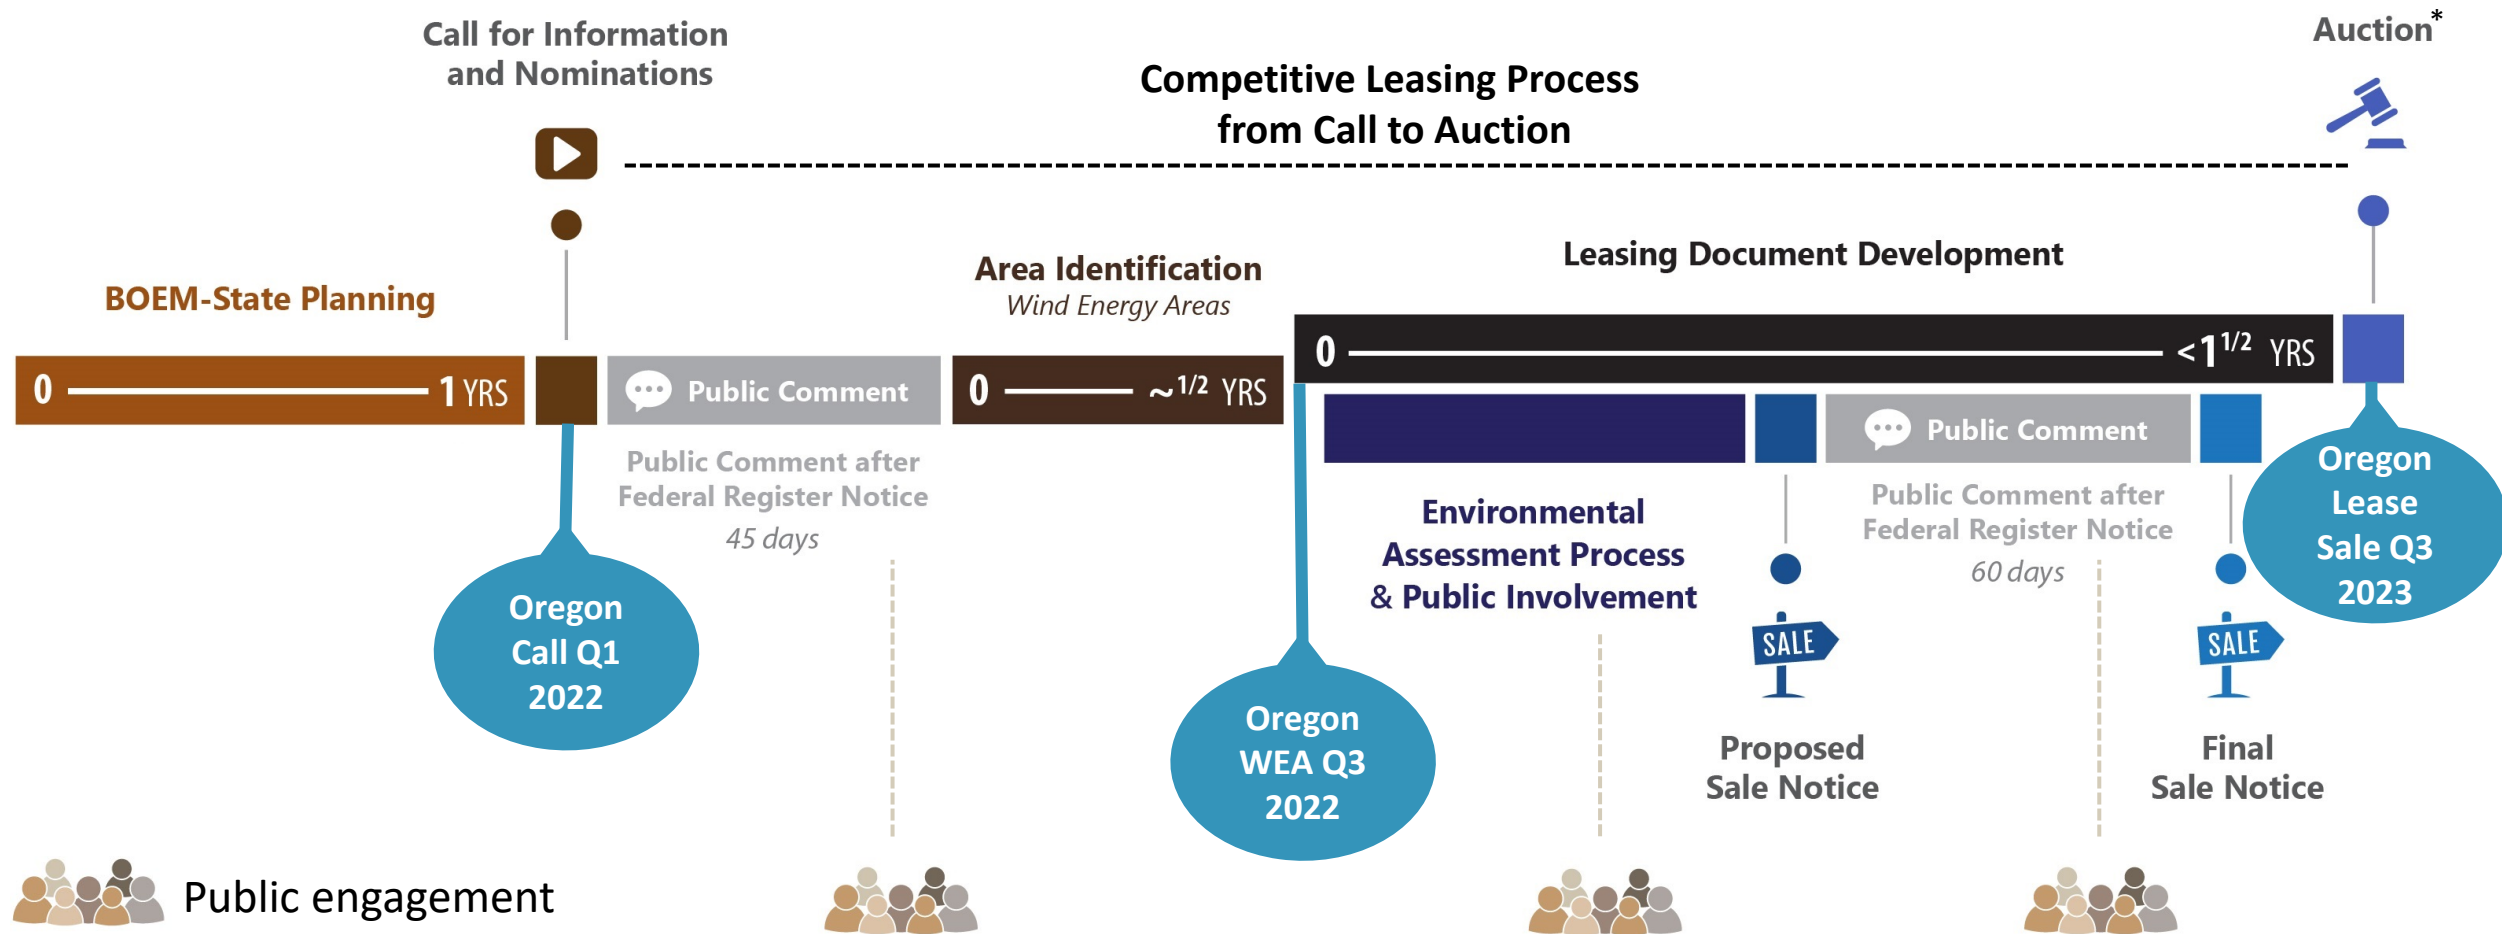 Call for Information
and Nominations
Competitive Leasing Process
from Call to Auction
Auction*
BOEM-State Planning
Area Identification
Wind Energy Areas
Leasing Document Development
0 1 YRS
Public Comment
0 ~1/2 YRS
0 <1 1/2 YRS
Public Comment
Public Comment after
Federal Register Notice
45 days
Environmental
Assessment Process
& Public Involvement
Public Comment after
Federal Register Notice
60 days
Oregon
Lease
Sale Q3
2023
Oregon
Call Q1
2022
Oregon
WEA Q3
2022
SALE
Proposed
Sale Notice
SALE
Final
Sale Notice
Public engagement